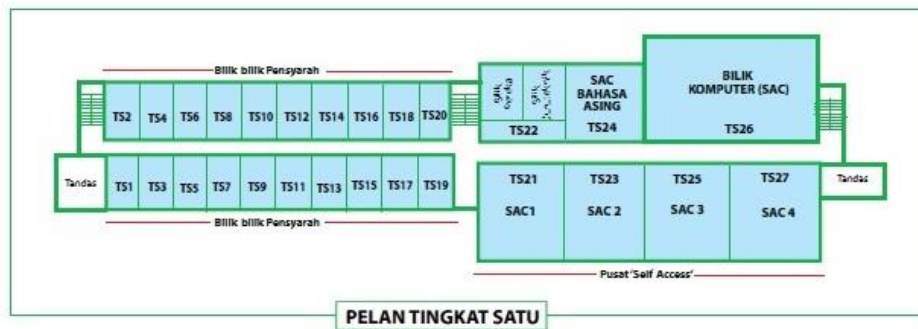 Bilik bilik Pensyarah
TS2 TS4 TS6 TS8 TS10 TS12 TS14 TS16 TS18 TS20
TS22
SAC
BAHASA
ASING
TS24
BILIK
KOMPUTER (SAC)
TS26
Tandas
TS1 TS3 TS5 TS7 TS9 TS11 TS13 TS15 TS17 TS19
Bilik bilik Pensyarah
TS21 TS23 TS25 TS27
SAC1 SAC 2 SAC 3 SAC 4
Tandas
Pusat 'Self Access'
PELAN TINGKAT SATU